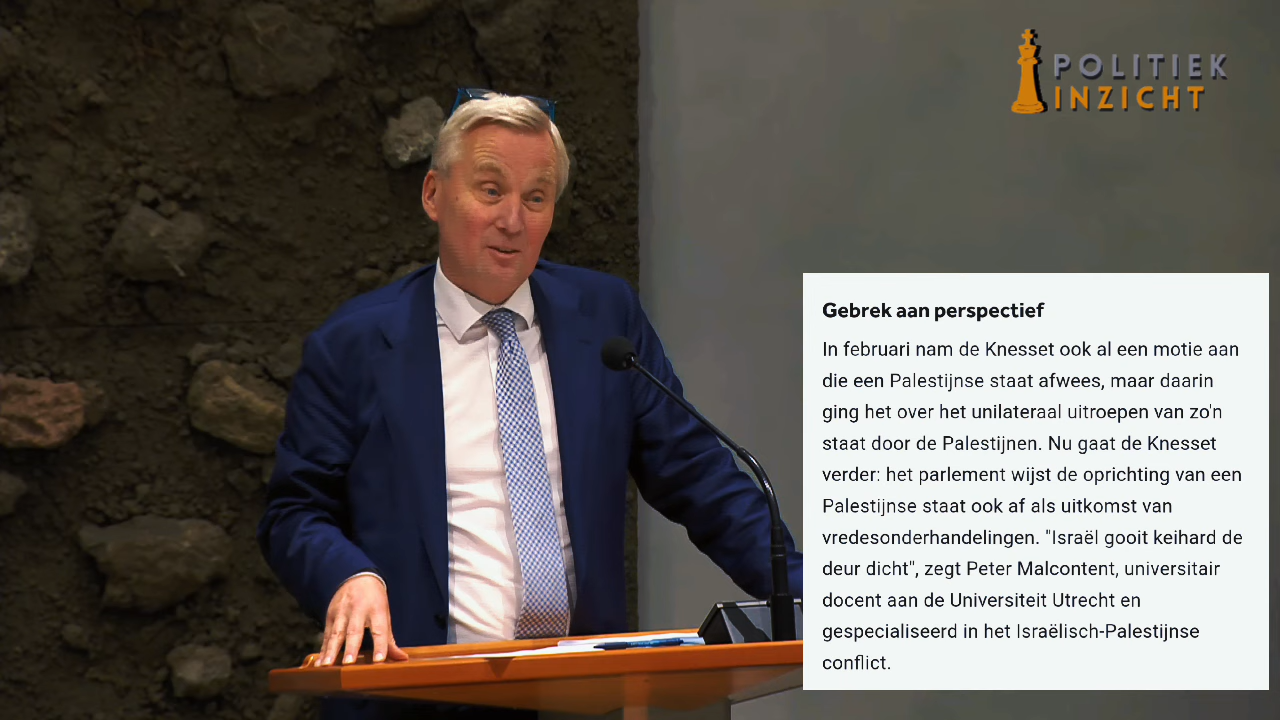 POLITIEK
INZICHT
Gebrek aan perspectief
In februari nam de Knesset ook al een motie aan
die een Palestijnse staat afwees, maar daarin
ging het over het unilateraal uitroepen van zo'n
staat door de Palestijnen. Nu gaat de Knesset
verder: het parlement wijst de oprichting van een
Palestijnse staat ook af als uitkomst van
vredesonderhandelingen. "Israël gooit keihard de
deur dicht", zegt Peter Malcontent, universitair
docent aan de Universiteit Utrecht en
gespecialiseerd in het Israëlisch-Palestijnse
conflict.